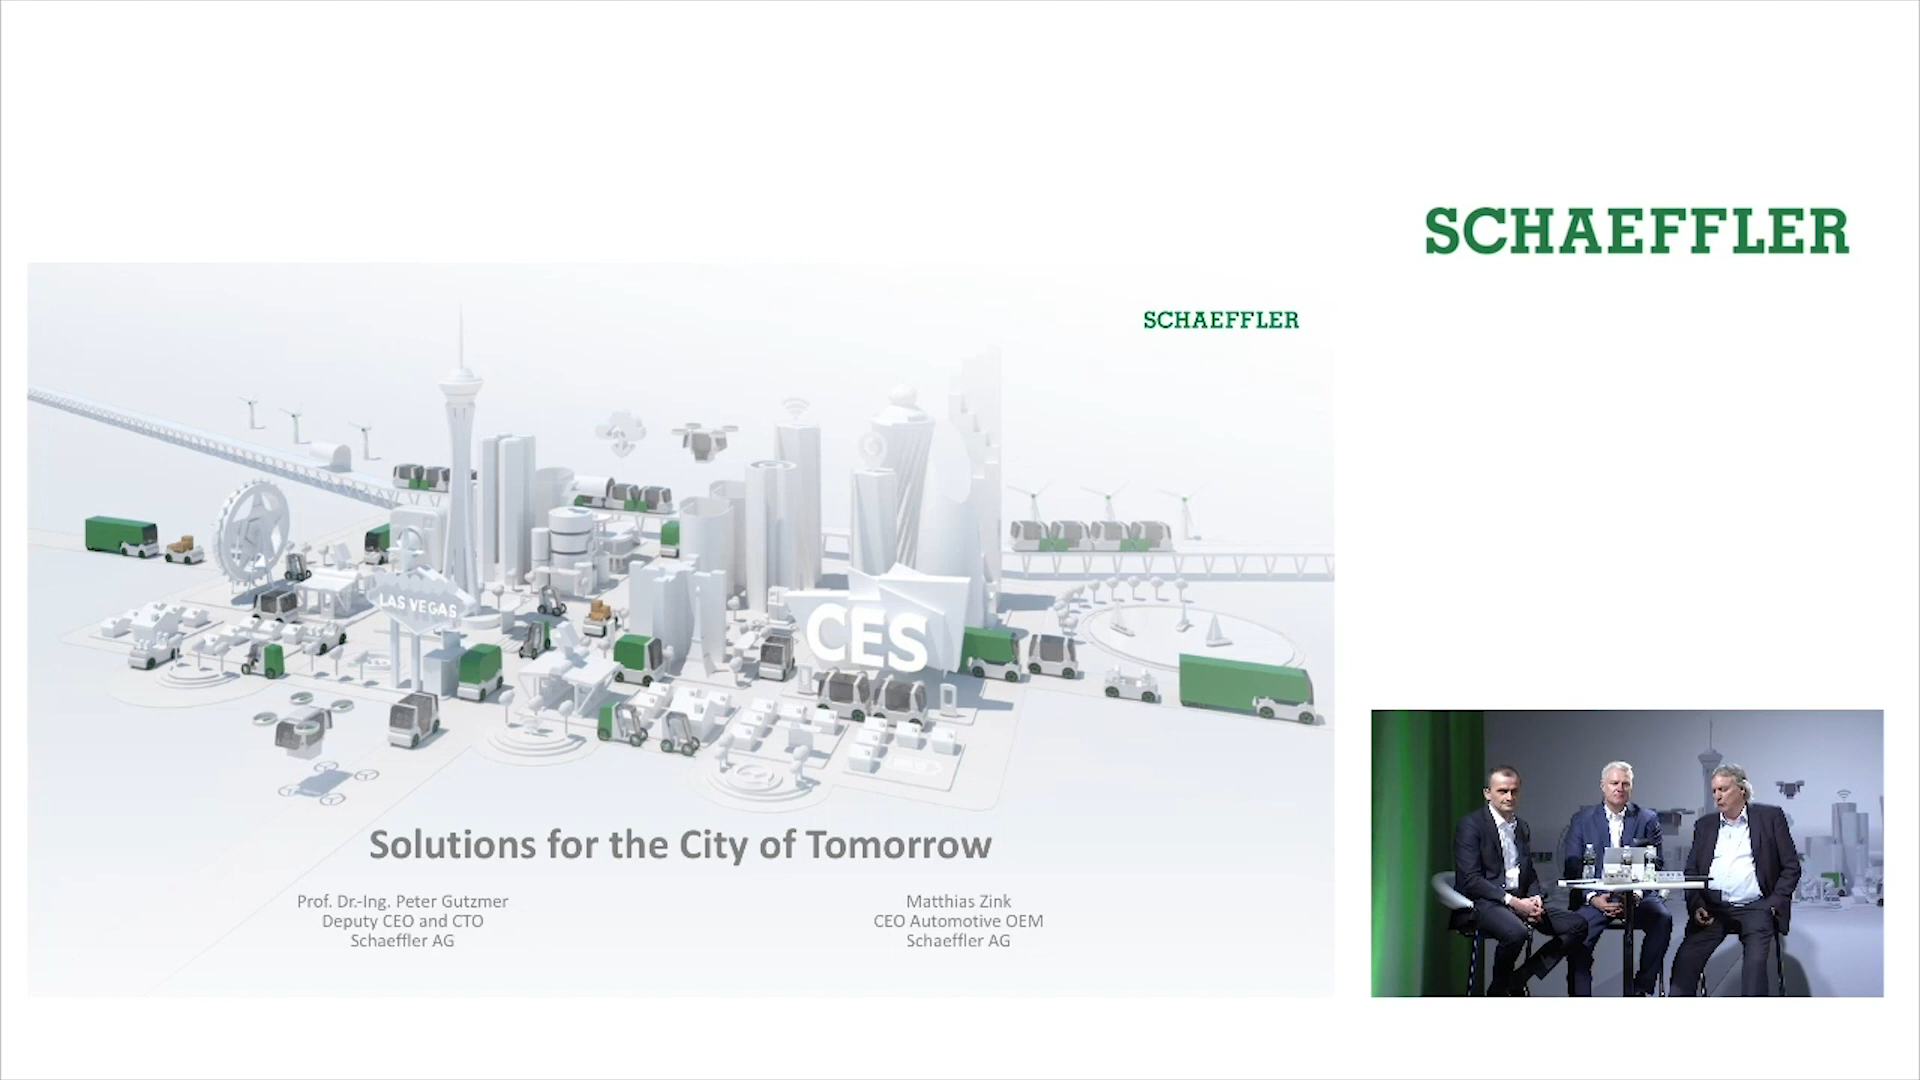 SCHAEFFLER
SCHAEFFLER
LAS VEGAS
CES
Solutions for the City of Tomorrow
Prof. Dr.-Ing. Peter Gutzmer
Deputy CEO and CTO
Schaeffler AG
Matthias Zink
CEO Automotive OEM
Schaeffler AG